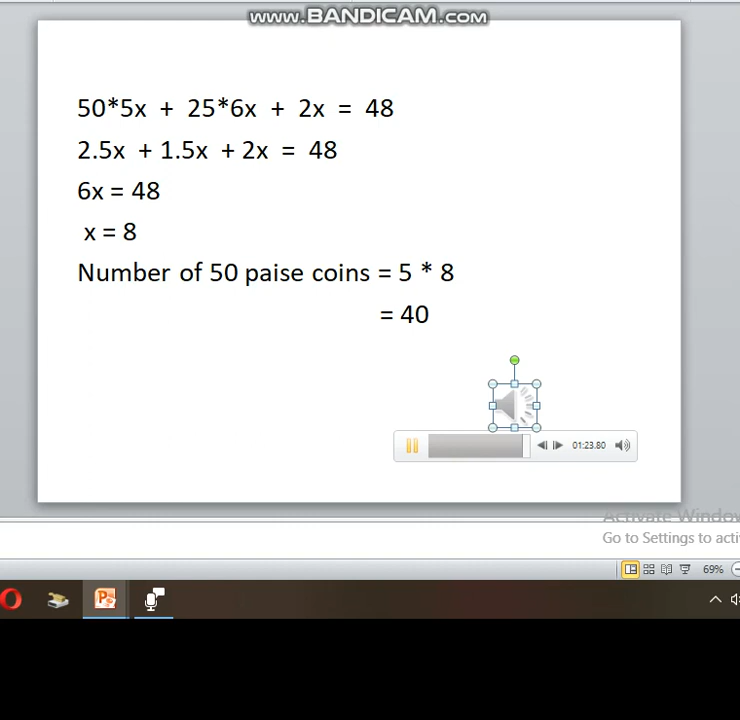 WWW.BANDICAM.COM
50*5x + 25*6x + 2x = 48
2.5x + 1.5x + 2x = 48
6x = 48
x = 8
Number of 50 paise coins = 5 * 8
= 40
01:23.80
Activate Window
Go to Settings to acti
69%